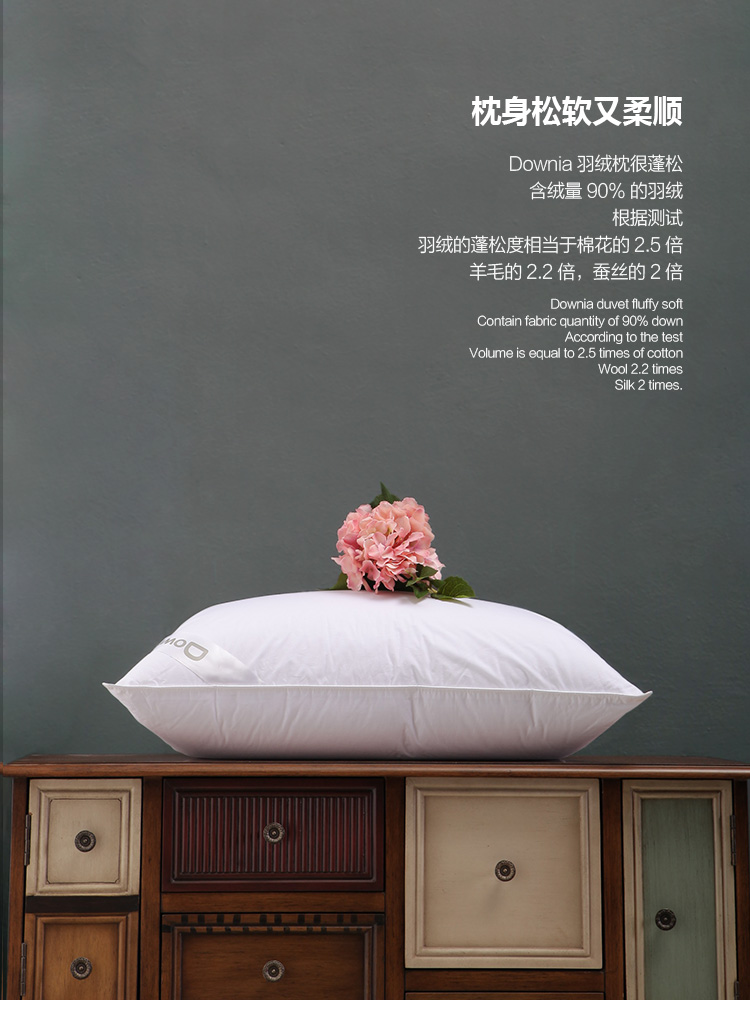 枕身松软又柔顺
Downia 羽绒枕很蓬松
含绒量 90% 的羽绒
根据测试
羽绒的蓬松度相当于棉花的 2.5 倍
羊毛的 2.2 倍，蚕丝的 2 倍
Downia duvet fluffy soft
Contain fabric quantity of 90% down
According to the test
Volume is equal to 2.5 times of cotton
Wool 2.2 times
Silk 2 times.